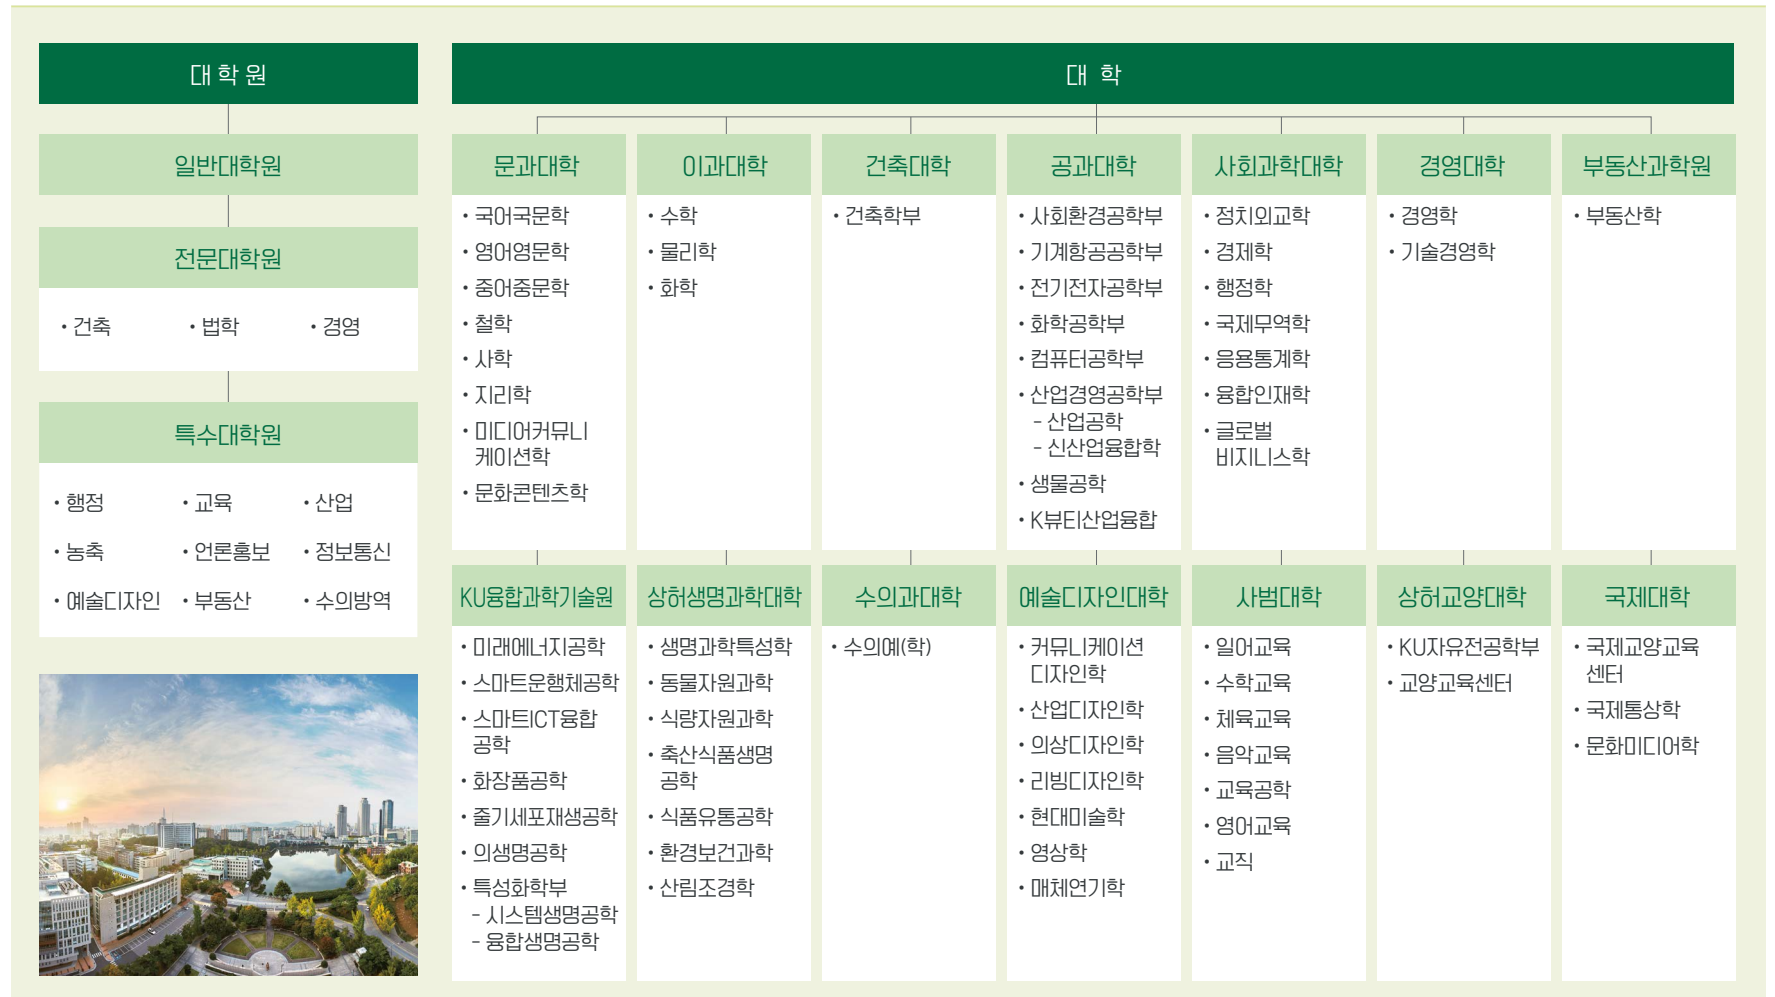 대학원
일반대학원
전문대학원
• 건축 • 법학 • 경영
특수대학원
• 행정 • 교육 • 산업
• 농축 • 언론홍보 • 정보통신
• 예술디자인 • 부동산 • 수의방역
대 학
문과대학
• 국어국문학
• 영어영문학
• 중어중문학
• 철학
• 사학
• 지리학
• 미디어커뮤니
케이션학
• 문화콘텐츠학
이과대학
• 수학
• 물리학
• 화학
건축대학
• 건축학부
공과대학
• 사회환경공학부
• 기계항공공학부
• 전기전자공학부
• 화학공학부
• 컴퓨터공학부
• 산업경영공학부
- 산업공학
- 신산업융합학
• 생물공학
• K뷰티산업융합
사회과학대학
• 정치외교학
• 경제학
• 행정학
• 국제무역학
• 응용통계학
• 융합인재학
• 글로벌
비지니스학
경영대학
• 경영학
• 기술경영학
부동산과학원
• 부동산학
KU융합과학기술원
• 미래에너지공학
• 스마트운행체공학
• 스마트ICT융합
공학
• 화장품공학
• 줄기세포재생공학
• 의생명공학
• 특성화학부
- 시스템생명공학
- 융합생명공학
상허생명과학대학
• 생명과학특성학
• 동물자원과학
• 식량자원과학
• 축산식품생명
공학
• 식품유통공학
• 환경보건과학
• 산림조경학
수의과대학
• 수의예(학)
예술디자인대학
• 커뮤니케이션
디자인학
• 산업디자인학
• 의상디자인학
• 리빙디자인학
• 현대미술학
• 영상학
• 매체연기학
사범대학
• 일어교육
• 수학교육
• 체육교육
• 음악교육
• 교육공학
• 영어교육
• 교직
상허교양대학
• KU자유전공학부
• 교양교육센터
국제대학
• 국제교양교육
센터
• 국제통상학
• 문화미디어학